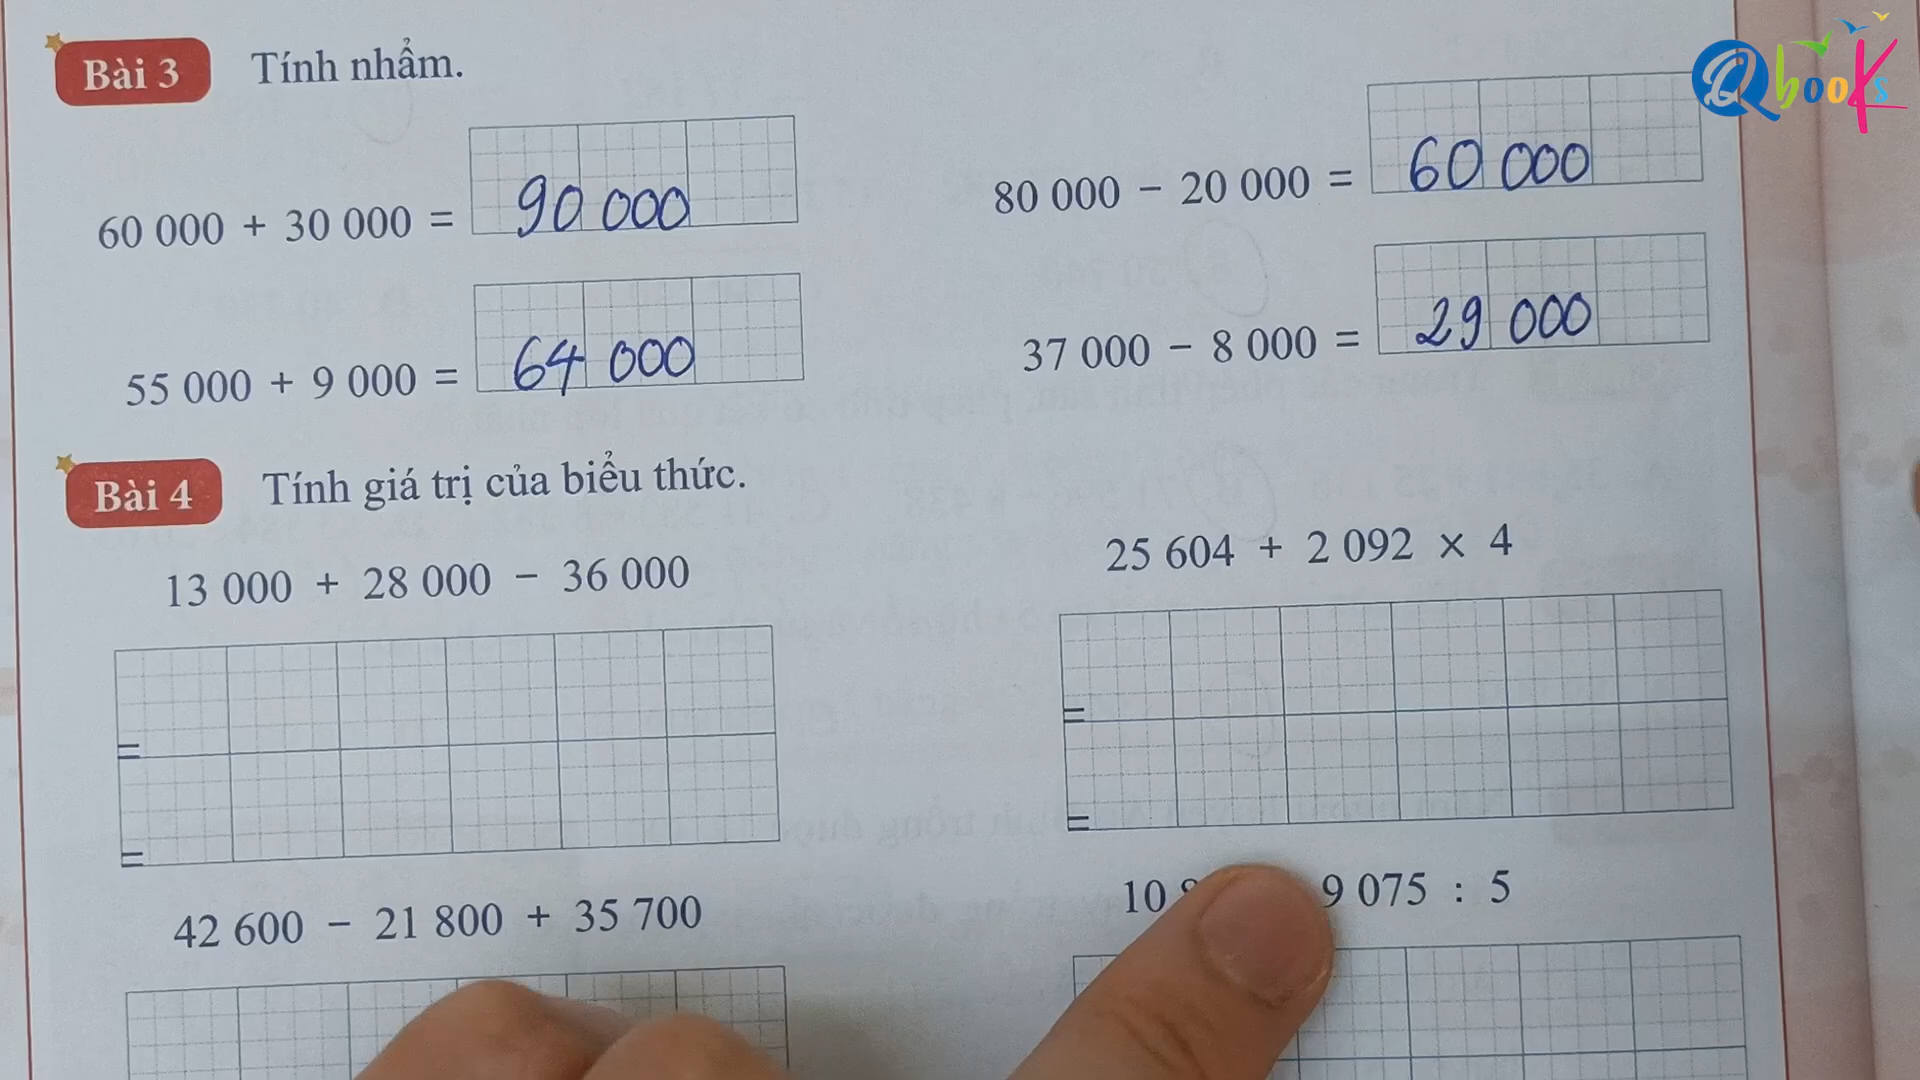 Qbooks
Bài 3 Tính nhẩm.
60 000 + 30 000 = 90 000
80 000 − 20 000 = 60 000
55 000 + 9 000 = 64 000
37 000 − 8 000 = 29 000
Bài 4 Tính giá trị của biểu thức.
13 000 + 28 000 − 36 000
25 604 + 2 092 × 4
=
=
=
=
42 600 − 21 800 + 35 700
10 9 075 : 5